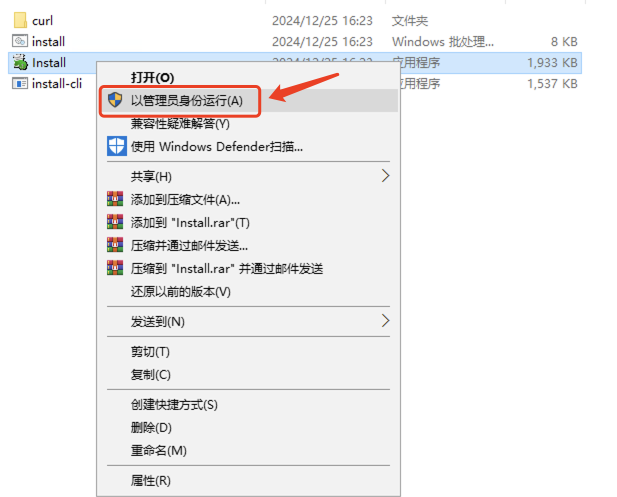 curl 2024/12/25 16:23 文件夹
install 2024/12/25 16:23 Windows 批处理... 8 KB
Install 应用程序 1,933 KB
install-cli 应用程序 1,537 KB
打开(O)
以管理员身份运行(A)
兼容性疑难解答(Y)
使用 Windows Defender扫描...
共享(H)
添加到压缩文件(A)...
添加到 "Install.rar"(T)
压缩并通过邮件发送...
压缩到 "Install.rar" 并通过邮件发送
还原以前的版本(V)
发送到(N)
剪切(T)
复制(C)
创建快捷方式(S)
删除(D)
重命名(M)
属性(R)